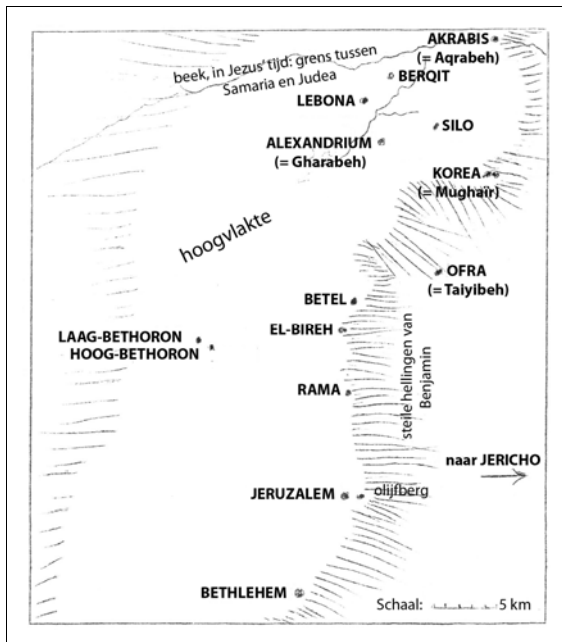 AKRABIS
(= Aqrabeh)
beek, in Jezus' tijd: grens tussen
Samaria en Judea
BERQIT
LEBONA
SILO
ALEXANDRIUM
(= Gharabeh)
KOREA
(= Mughaïr)
hoogvlakte
OFRA
(= Taiyibeh)
BETEL
EL-BIREH
LAAG-BETHORON
HOOG-BETHORON
steile hellingen van
Benjamin
RAMA
naar JERICHO
JERUZALEM
olijfberg
BETHLEHEM
Schaal: 5 km